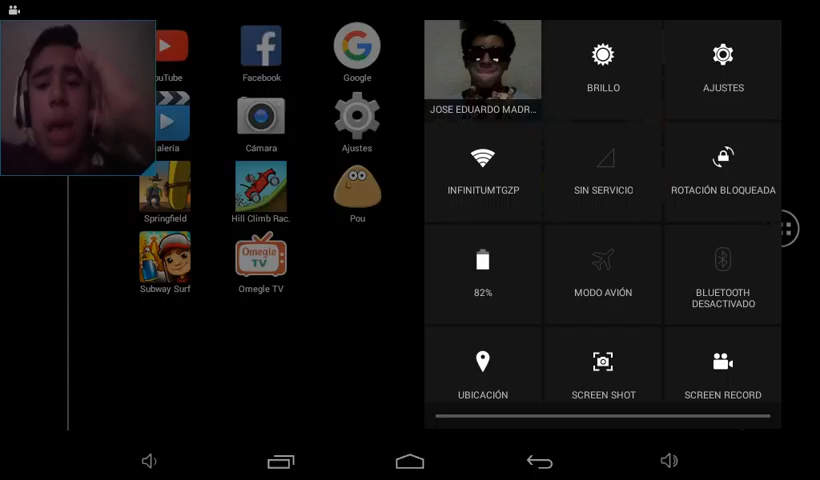 YouTube
Facebook
Google
Galería
Cámara
Ajustes
Springfield
Hill Climb Rac.
Pou
Subway Surf
Omegle
TV
Omegle TV
JOSE EDUARDO MADR...
BRILLO
AJUSTES
INFINITUMTGZP
SIN SERVICIO
ROTACIÓN BLOQUEADA
82%
MODO AVIÓN
BLUETOOTH
DESACTIVADO
UBICACIÓN
SCREEN SHOT
SCREEN RECORD